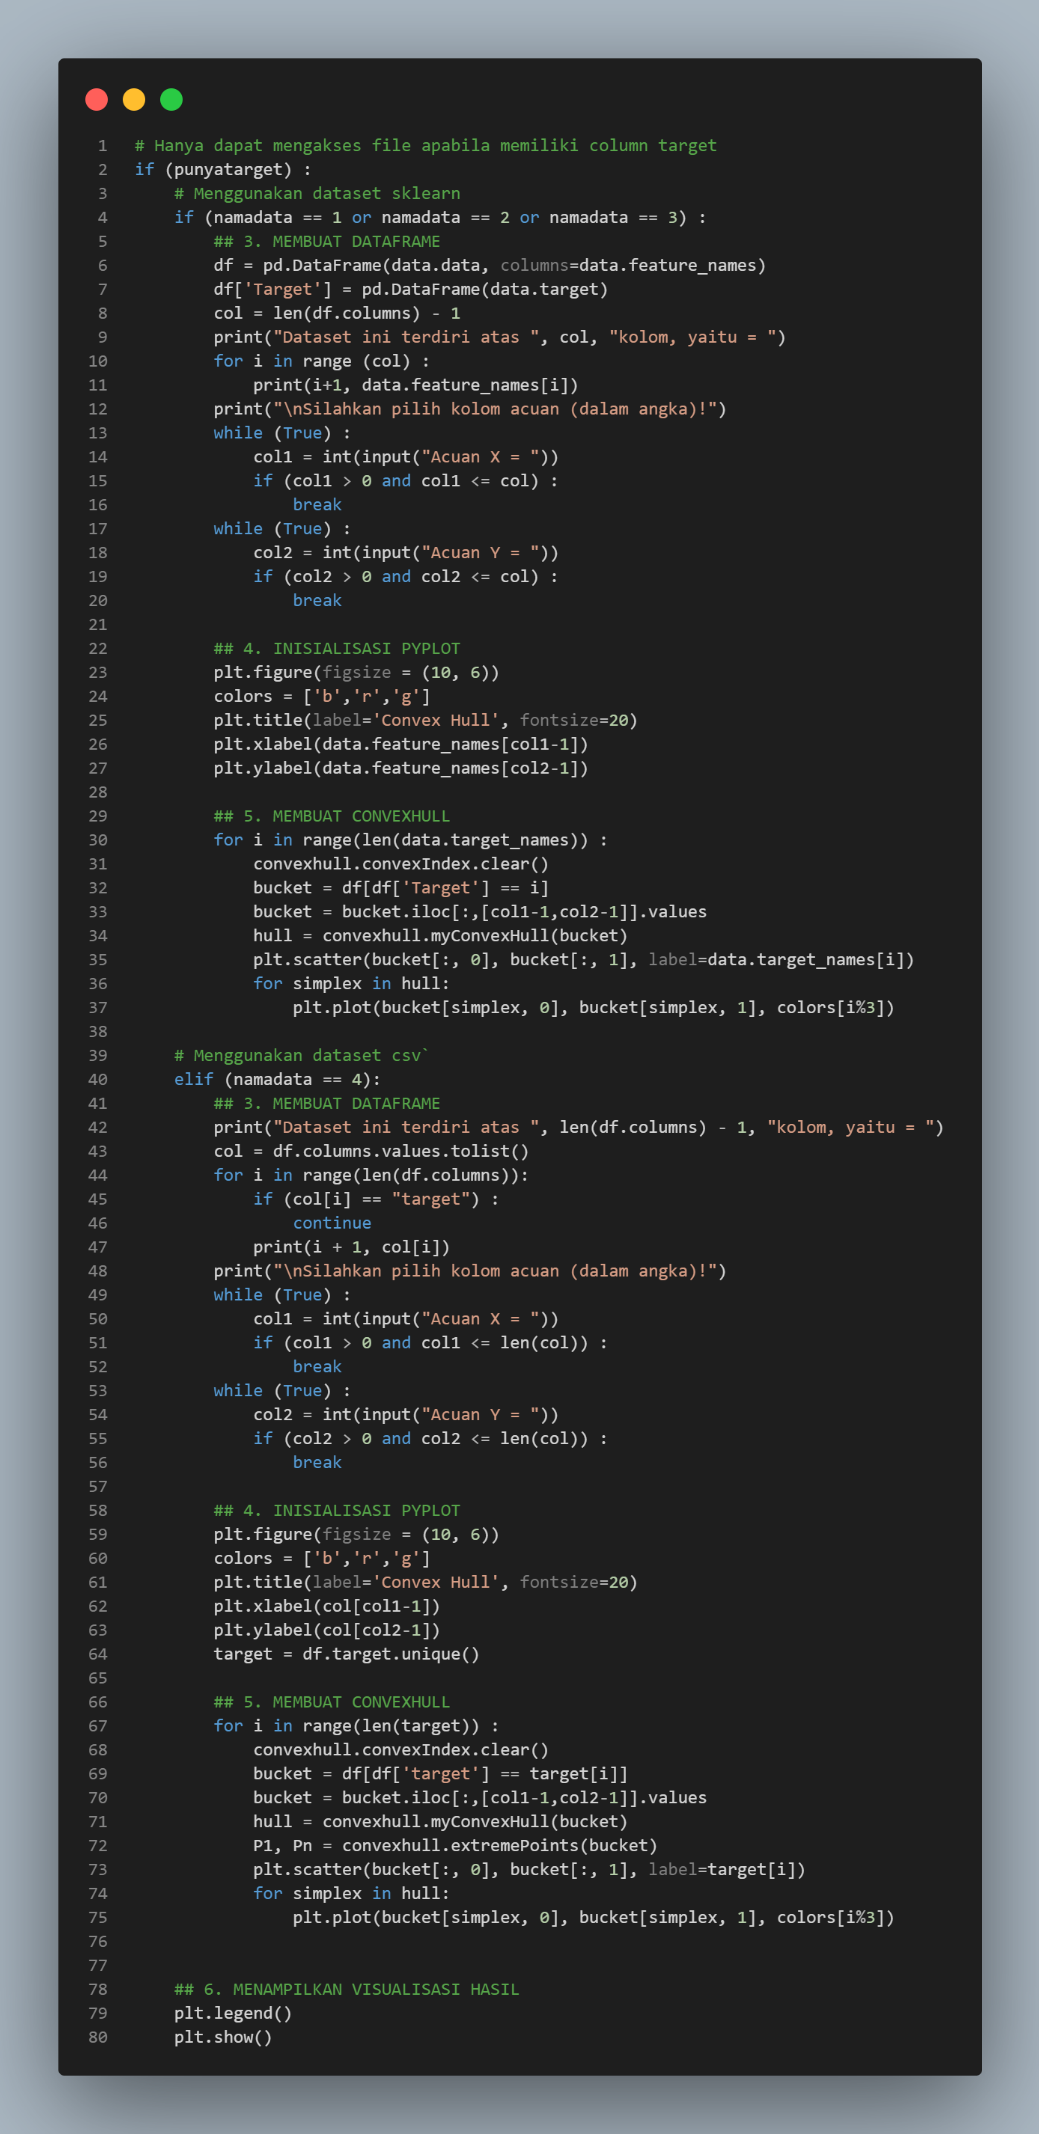 1 # Hanya dapat mengakses file apabila memiliki column target
2 if (punyatarget) :
3     # Menggunakan dataset sklearn
4     if (namadata == 1 or namadata == 2 or namadata == 3) :
5         ## 3. MEMBUAT DATAFRAME
6         df = pd.DataFrame(data.data, columns=data.feature_names)
7         df['Target'] = pd.DataFrame(data.target)
8         col = len(df.columns) - 1
9         print("Dataset ini terdiri atas ", col, "kolom, yaitu = ")
10         for i in range (col) :
11             print(i+1, data.feature_names[i])
12         print("\nSilahkan pilih kolom acuan (dalam angka)!")
13         while (True) :
14             col1 = int(input("Acuan X = "))
15             if (col1 > 0 and col1 <= col) :
16                 break
17         while (True) :
18             col2 = int(input("Acuan Y = "))
19             if (col2 > 0 and col2 <= col) :
20                 break
21
22         ## 4. INISIALISASI PYPLOT
23         plt.figure(figsize = (10, 6))
24         colors = ['b','r','g']
25         plt.title(label='Convex Hull', fontsize=20)
26         plt.xlabel(data.feature_names[col1-1])
27         plt.ylabel(data.feature_names[col2-1])
28
29         ## 5. MEMBUAT CONVEXHULL
30         for i in range(len(data.target_names)) :
31             convexhull.convexIndex.clear()
32             bucket = df[df['Target'] == i]
33             bucket = bucket.iloc[:,[col1-1,col2-1]].values
34             hull = convexhull.myConvexHull(bucket)
35             plt.scatter(bucket[:, 0], bucket[:, 1], label=data.target_names[i])
36             for simplex in hull:
37                 plt.plot(bucket[simplex, 0], bucket[simplex, 1], colors[i%3])
38
39     # Menggunakan dataset csv`
40     elif (namadata == 4):
41         ## 3. MEMBUAT DATAFRAME
42         print("Dataset ini terdiri atas ", len(df.columns) - 1, "kolom, yaitu = ")
43         col = df.columns.values.tolist()
44         for i in range(len(df.columns)):
45             if (col[i] == "target") :
46                 continue
47             print(i + 1, col[i])
48         print("\nSilahkan pilih kolom acuan (dalam angka)!")
49         while (True) :
50             col1 = int(input("Acuan X = "))
51             if (col1 > 0 and col1 <= len(col)) :
52                 break
53         while (True) :
54             col2 = int(input("Acuan Y = "))
55             if (col2 > 0 and col2 <= len(col)) :
56                 break
57
58         ## 4. INISIALISASI PYPLOT
59         plt.figure(figsize = (10, 6))
60         colors = ['b','r','g']
61         plt.title(label='Convex Hull', fontsize=20)
62         plt.xlabel(col[col1-1])
63         plt.ylabel(col[col2-1])
64         target = df.target.unique()
65
66         ## 5. MEMBUAT CONVEXHULL
67         for i in range(len(target)) :
68             convexhull.convexIndex.clear()
69             bucket = df[df['target'] == target[i]]
70             bucket = bucket.iloc[:,[col1-1,col2-1]].values
71             hull = convexhull.myConvexHull(bucket)
72             P1, Pn = convexhull.extremePoints(bucket)
73             plt.scatter(bucket[:, 0], bucket[:, 1], label=target[i])
74             for simplex in hull:
75                 plt.plot(bucket[simplex, 0], bucket[simplex, 1], colors[i%3])
76
77
78     ## 6. MENAMPILKAN VISUALISASI HASIL
79     plt.legend()
80     plt.show()